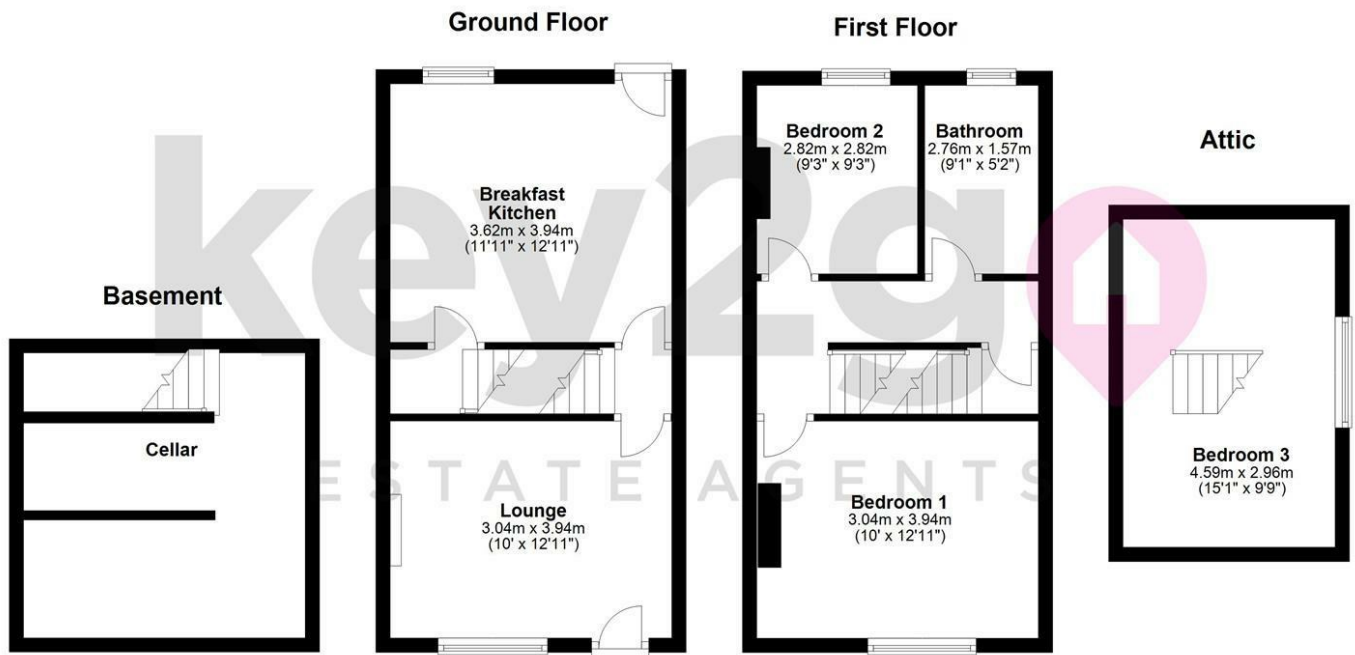 Ground Floor
First Floor
Attic
Basement
Breakfast
Kitchen
3.62m x 3.94m
(11'11" x 12'11")
Bedroom 2
2.82m x 2.82m
(9'3" x 9'3")
Bathroom
2.76m x 1.57m
(9'1" x 5'2")
key2go
ESTATE AGENTS
Cellar
Lounge
3.04m x 3.94m
(10' x 12'11")
Bedroom 1
3.04m x 3.94m
(10' x 12'11")
Bedroom 3
4.59m x 2.96m
(15'1" x 9'9")